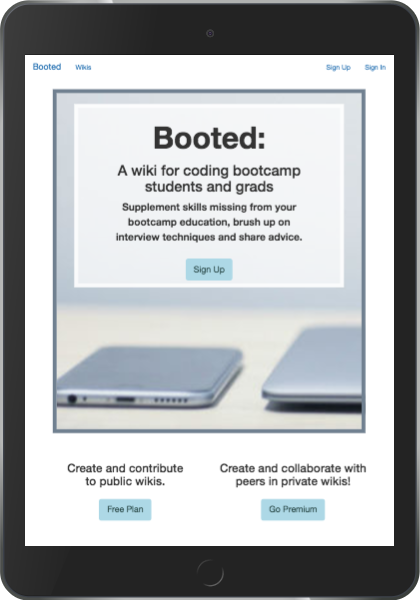 Booted Wikis Sign Up Sign In
Booted:
A wiki for coding bootcamp
students and grads
Supplement skills missing from your
bootcamp education, brush up on
interview techniques and share advice.
Sign Up
Create and contribute
to public wikis.
Free Plan
Create and collaborate with
peers in private wikis!
Go Premium